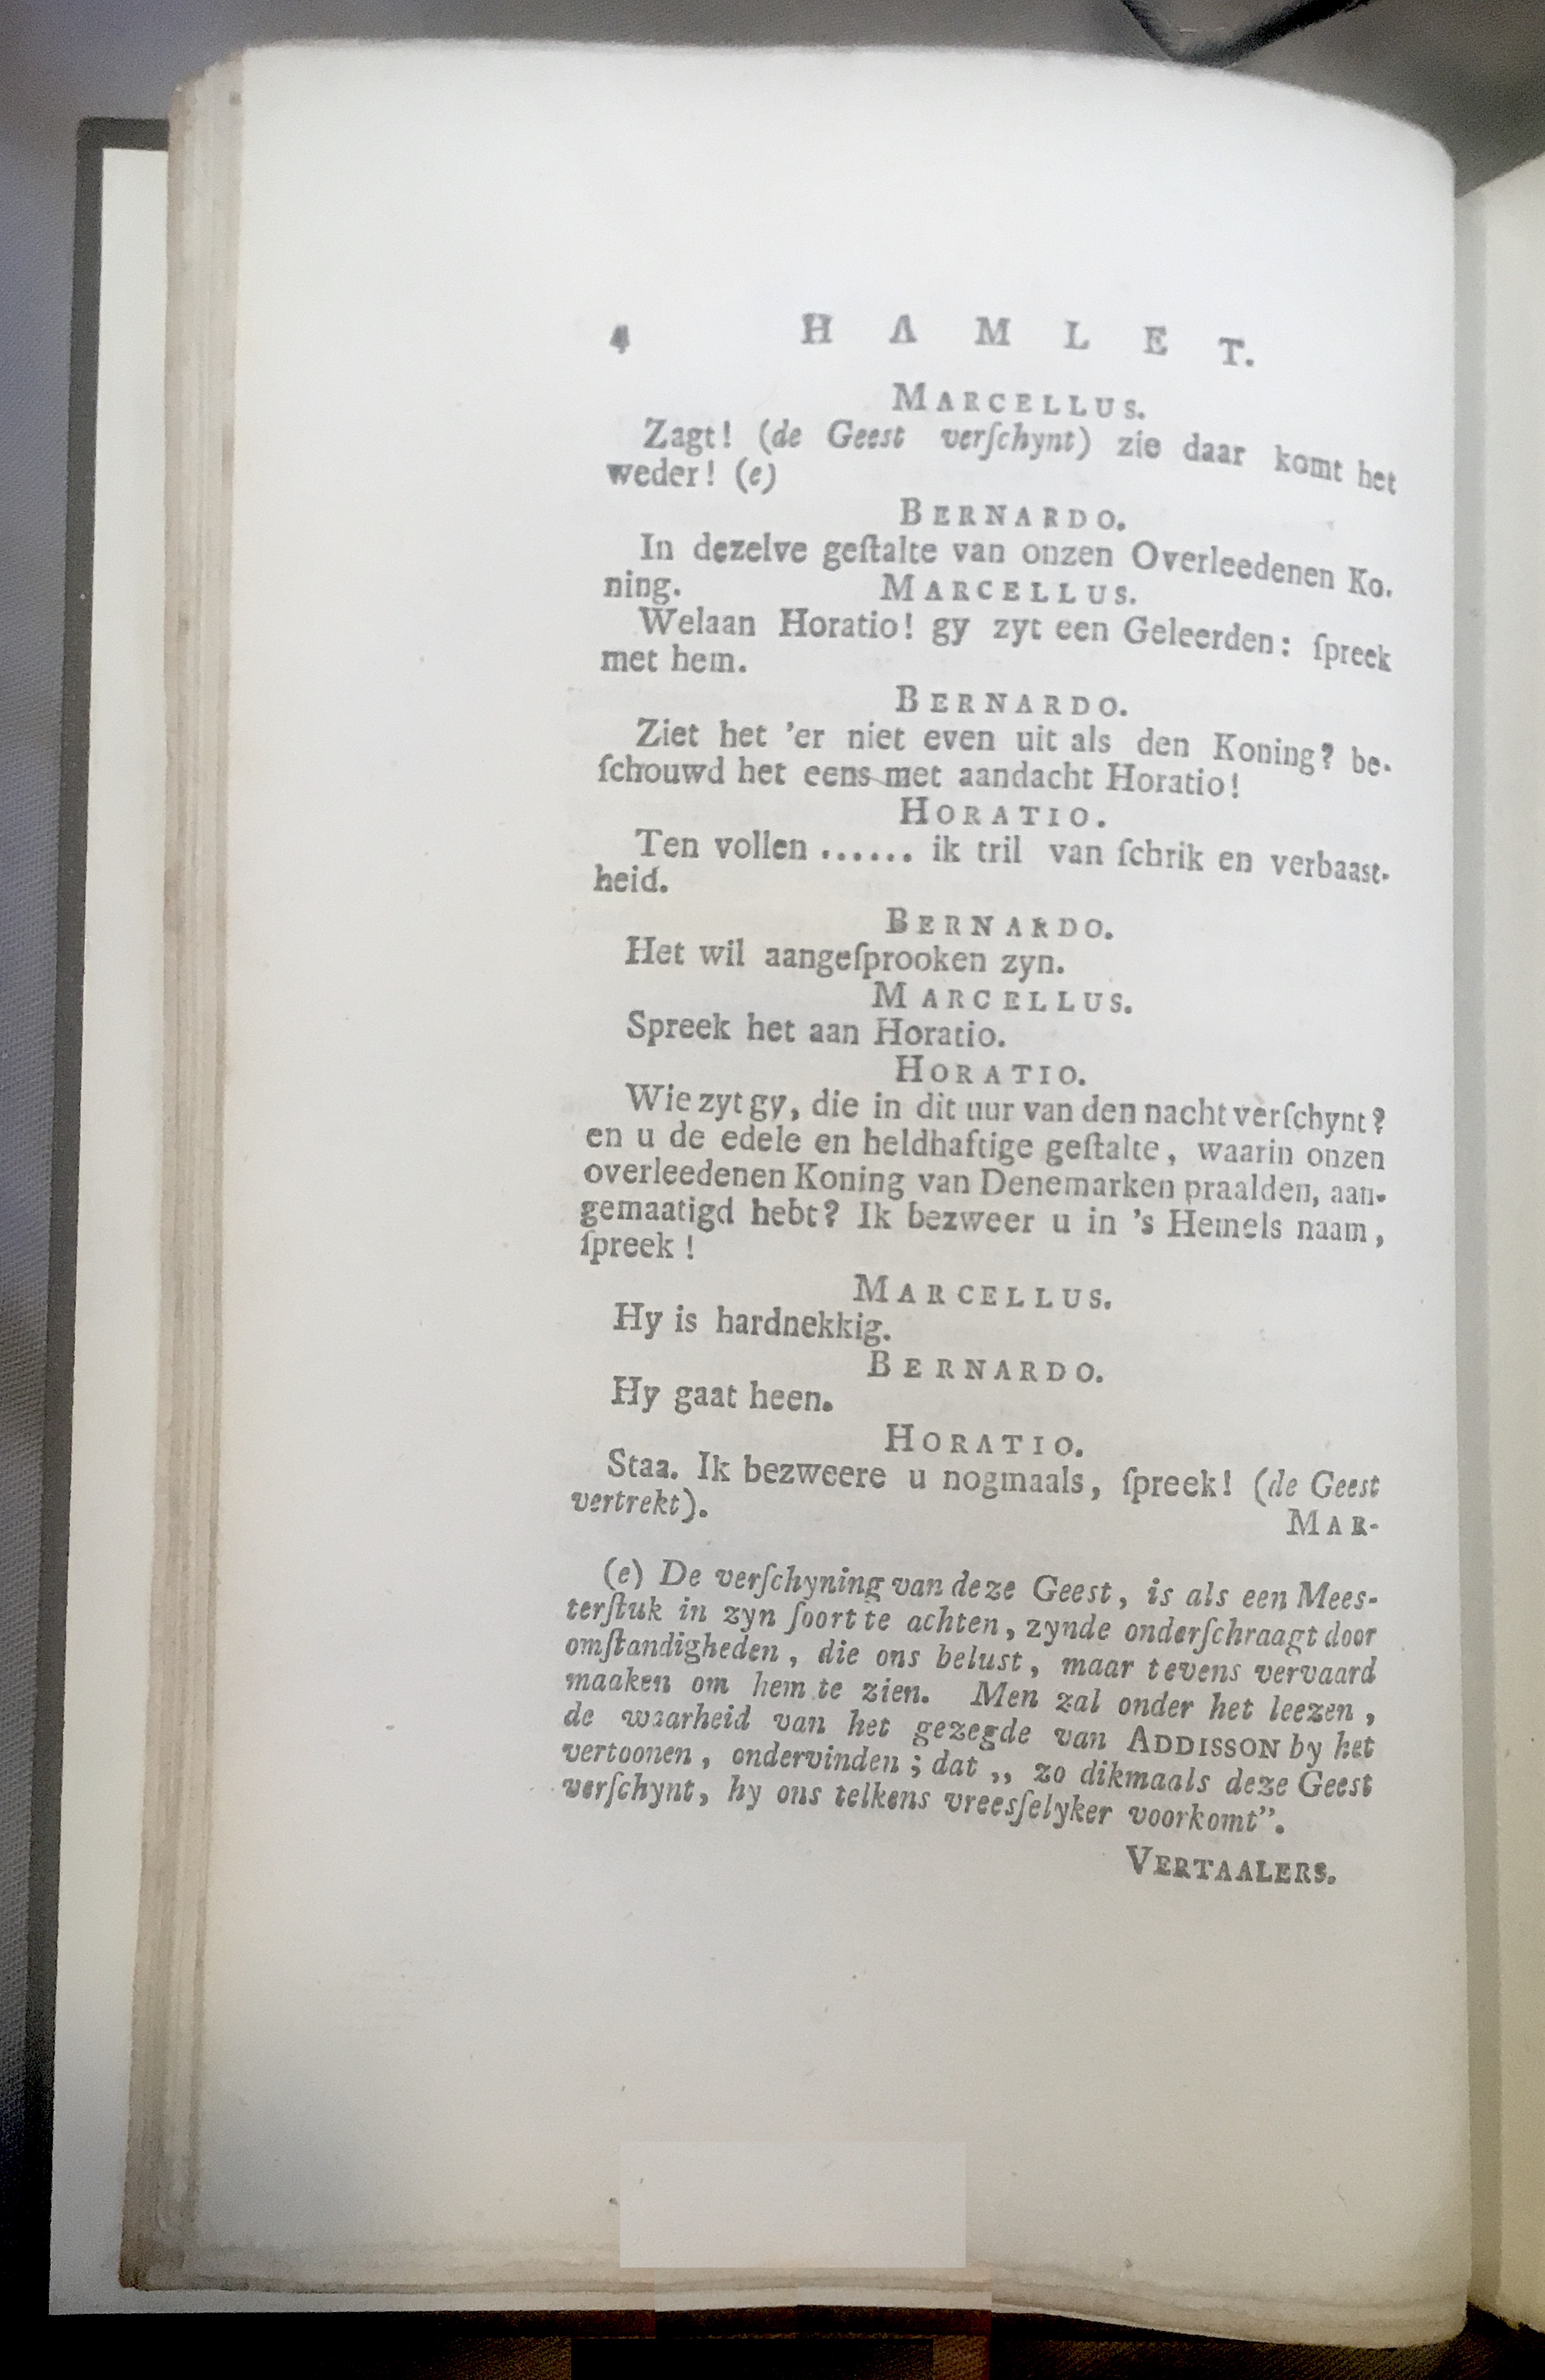 4 HAMLET.
MARCELLUS.
Zagt! (de Geest verſchynt) zie daar komt het
weder! (e)
BERNARDO.
In dezelve geſtalte van onzen Overleedenen Ko.
ning. MARCELLUS.
Welaan Horatio! gy zyt een Geleerden: ſpreek
met hem.
BERNARDO.
Ziet het 'er niet even uit als den Koning? be-
ſchouwd het eens met aandacht Horatio!
HORATIO.
Ten vollen ...... ik tril van ſchrik en verbaast-
heid.
BERNARDO.
Het wil aangeſprooken zyn.
MARCELLUS.
Spreek het aan Horatio.
HORATIO.
Wie zyt gy, die in dit uur van den nacht verſchynt?
en u de edele en heldhaftige geſtalte, waarin onzen
overleedenen Koning van Denemarken praalden, aan-
gemaatigd hebt? Ik bezweer u in 's Hemels naam,
ſpreek!
MARCELLUS.
Hy is hardnekkig.
BERNARDO.
Hy gaat heen.
HORATIO.
Staa. Ik bezweere u nogmaals, ſpreek! (de Geest
vertrekt).
MAR-
(e) De verſchyning van deze Geest, is als een Mees-
terſtuk in zyn ſoort te achten, zynde onderſchraagt door
omſtandigheden, die ons belust, maar tevens vervaard
maaken om hem te zien. Men zal onder het leezen,
de waarheid van het gezegde van ADDISSON by het
vertoonen, ondervinden; dat „ zo dikmaals deze Geest
verſchynt, hy ons telkens vreesſelyker voorkomt".
VERTAALERS.